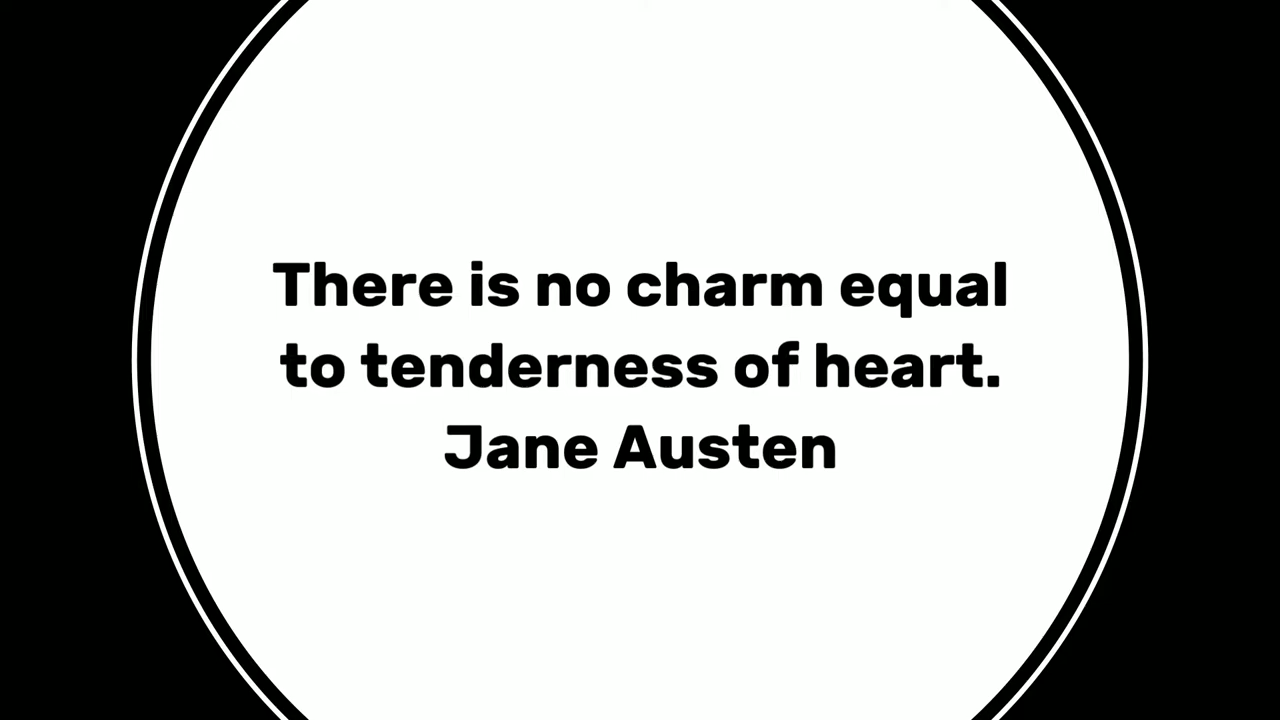 There is no charm equal
to tenderness of heart.
Jane Austen